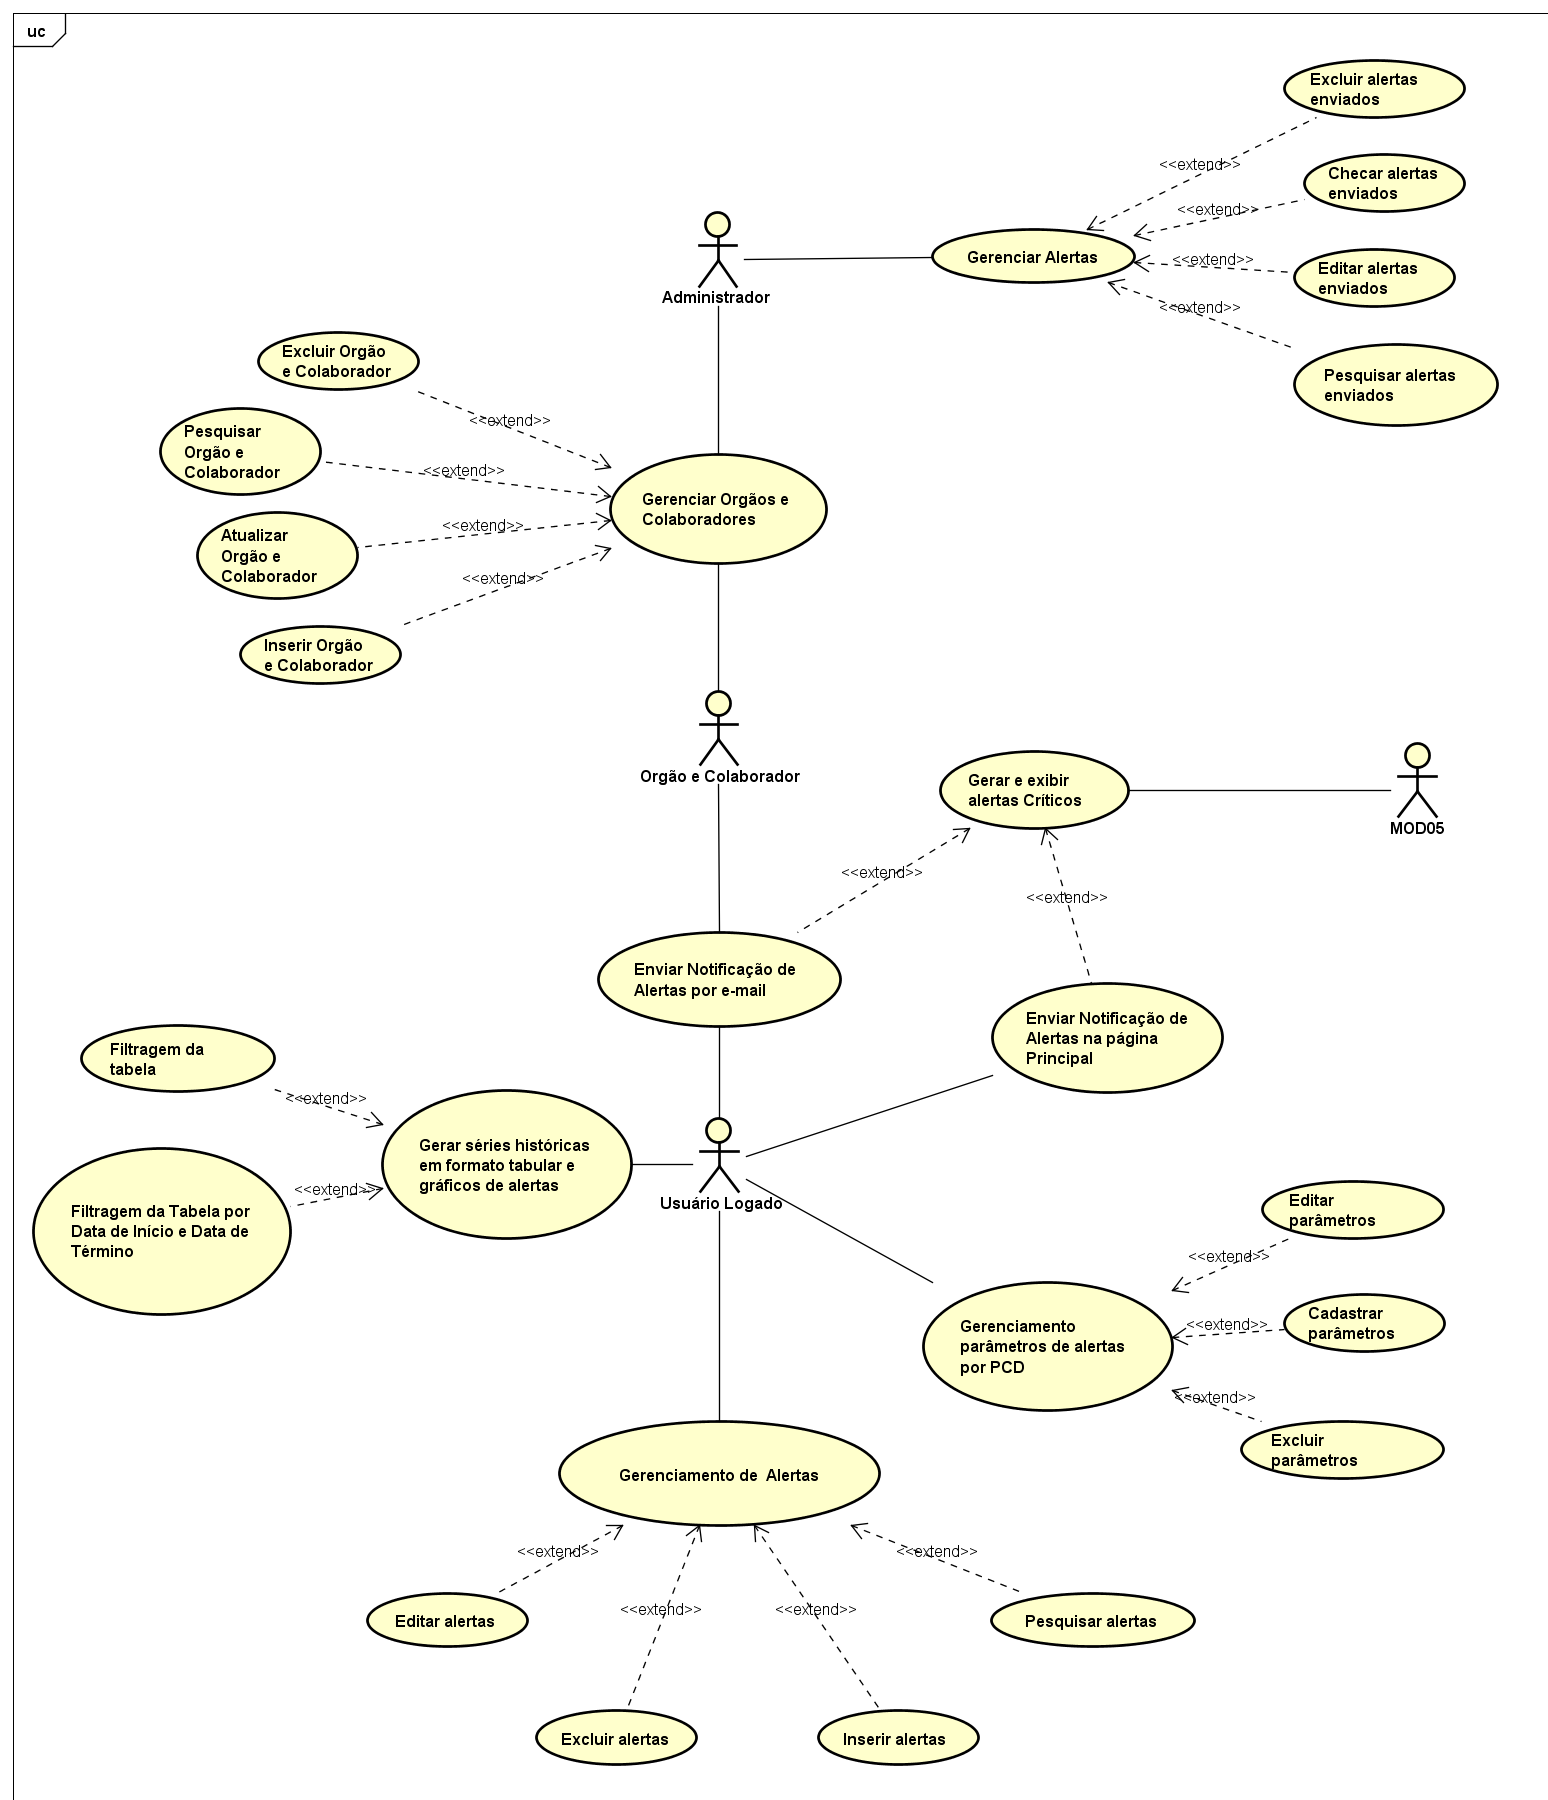 uc
Excluir alertas
enviados
<<extend>>
Checar alertas
enviados
<<extend>>
Administrador
Gerenciar Alertas
<<extend>>
Editar alertas
enviados
<<extend>>
Pesquisar alertas
enviados
Excluir Orgão
e Colaborador
<<extend>>
Pesquisar
Orgão e
Colaborador
<<extend>>
Gerenciar Orgãos e
Colaboradores
Atualizar
Orgão e
Colaborador
<<extend>>
<<extend>>
Inserir Orgão
e Colaborador
Orgão e Colaborador
Gerar e exibir
alertas Críticos
MOD05
<<extend>>
<<extend>>
Enviar Notificação de
Alertas por e-mail
Enviar Notificação de
Alertas na página
Principal
Filtragem da
tabela
<<extend>>
Gerar séries históricas
em formato tabular e
gráficos de alertas
<<extend>>
Filtragem da Tabela por
Data de Início e Data de
Término
Usuário Logado
Editar
parâmetros
<<extend>>
Cadastrar
parâmetros
<<extend>>
Gerenciamento
parâmetros de alertas
por PCD
<<extend>>
Excluir
parâmetros
Gerenciamento de  Alertas
<<extend>>
<<extend>>
<<extend>>
<<extend>>
Editar alertas
Pesquisar alertas
Excluir alertas
Inserir alertas